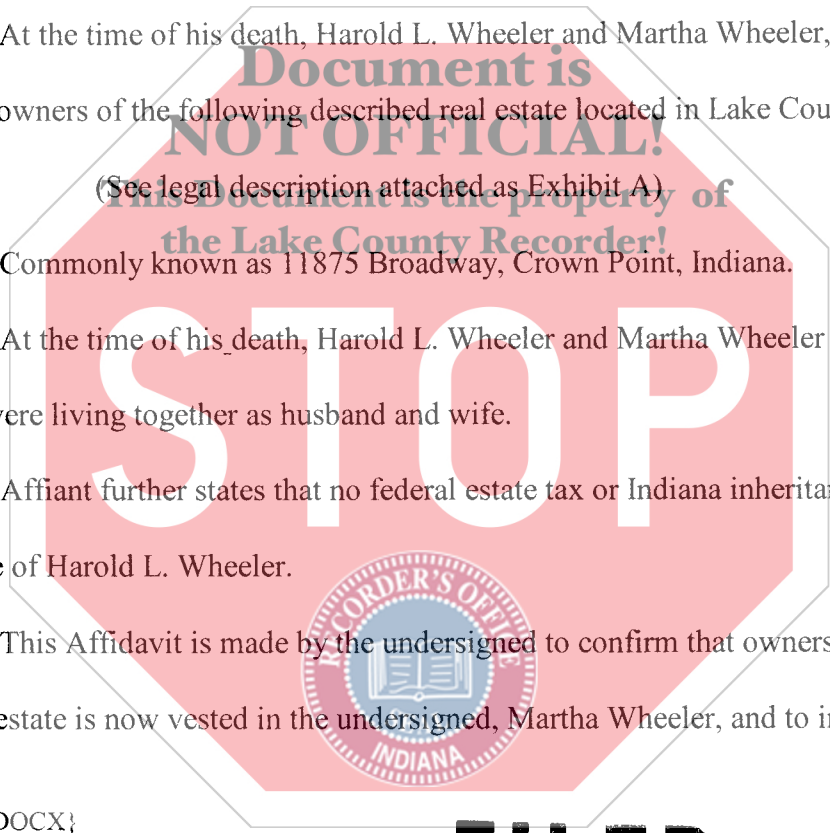 At the time of his death, Harold L. Wheeler and Martha Wheeler,
Document is
owners of the following described real estate located in Lake Cou
NOT OFFICIAL!
(See legal description attached as Exhibit A)
This Document is the property of
the Lake County Recorder!
Commonly known as 11875 Broadway, Crown Point, Indiana.
At the time of his death, Harold L. Wheeler and Martha Wheeler
ere living together as husband and wife.
STOP
Affiant further states that no federal estate tax or Indiana inherita
e of Harold L. Wheeler.
RECORDER'S OFFICE
This Affidavit is made by the undersigned to confirm that owners
estate is now vested in the undersigned, Martha Wheeler, and to i
INDIANA
DOCX}